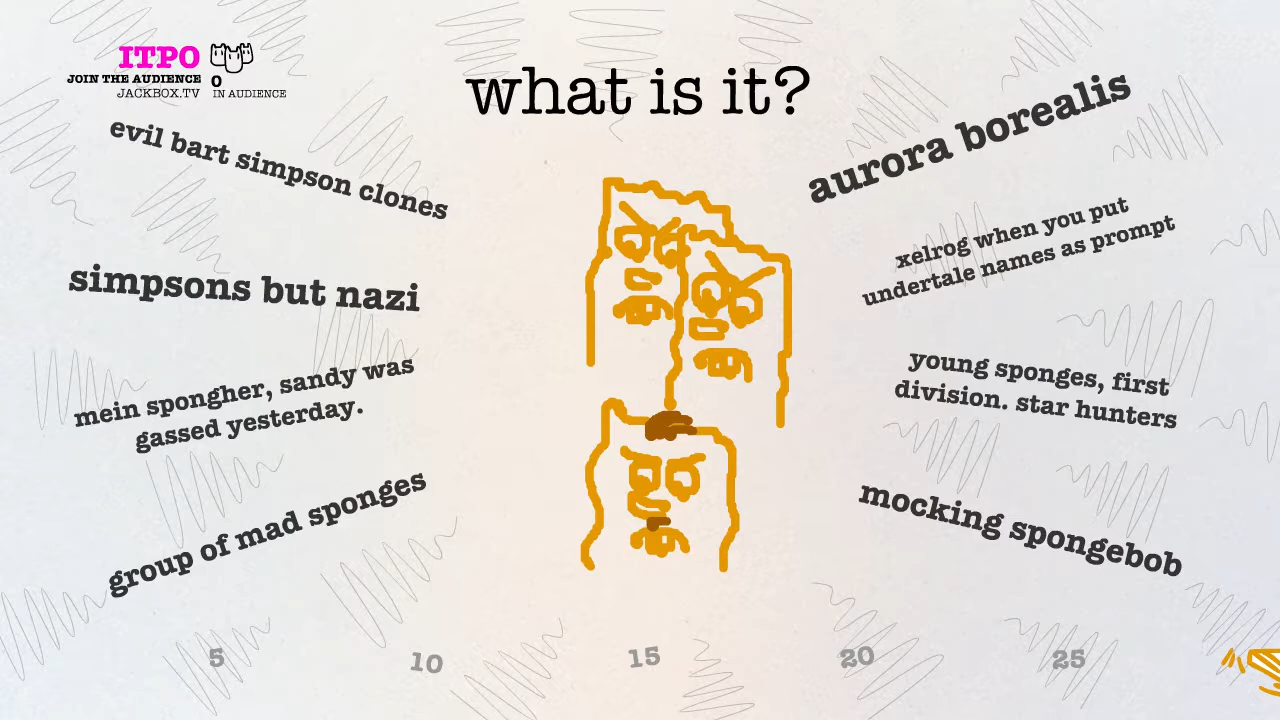 ITPO
JOIN THE AUDIENCE
JACKBOX.TV
0
IN AUDIENCE
what is it?
evil bart simpson clones
simpsons but nazi
mein spongher, sandy was
gassed yesterday.
group of mad sponges
aurora borealis
xelrog when you put
undertale names as prompt
young sponges, first
division. star hunters
mocking spongebob
5
10
15
20
25